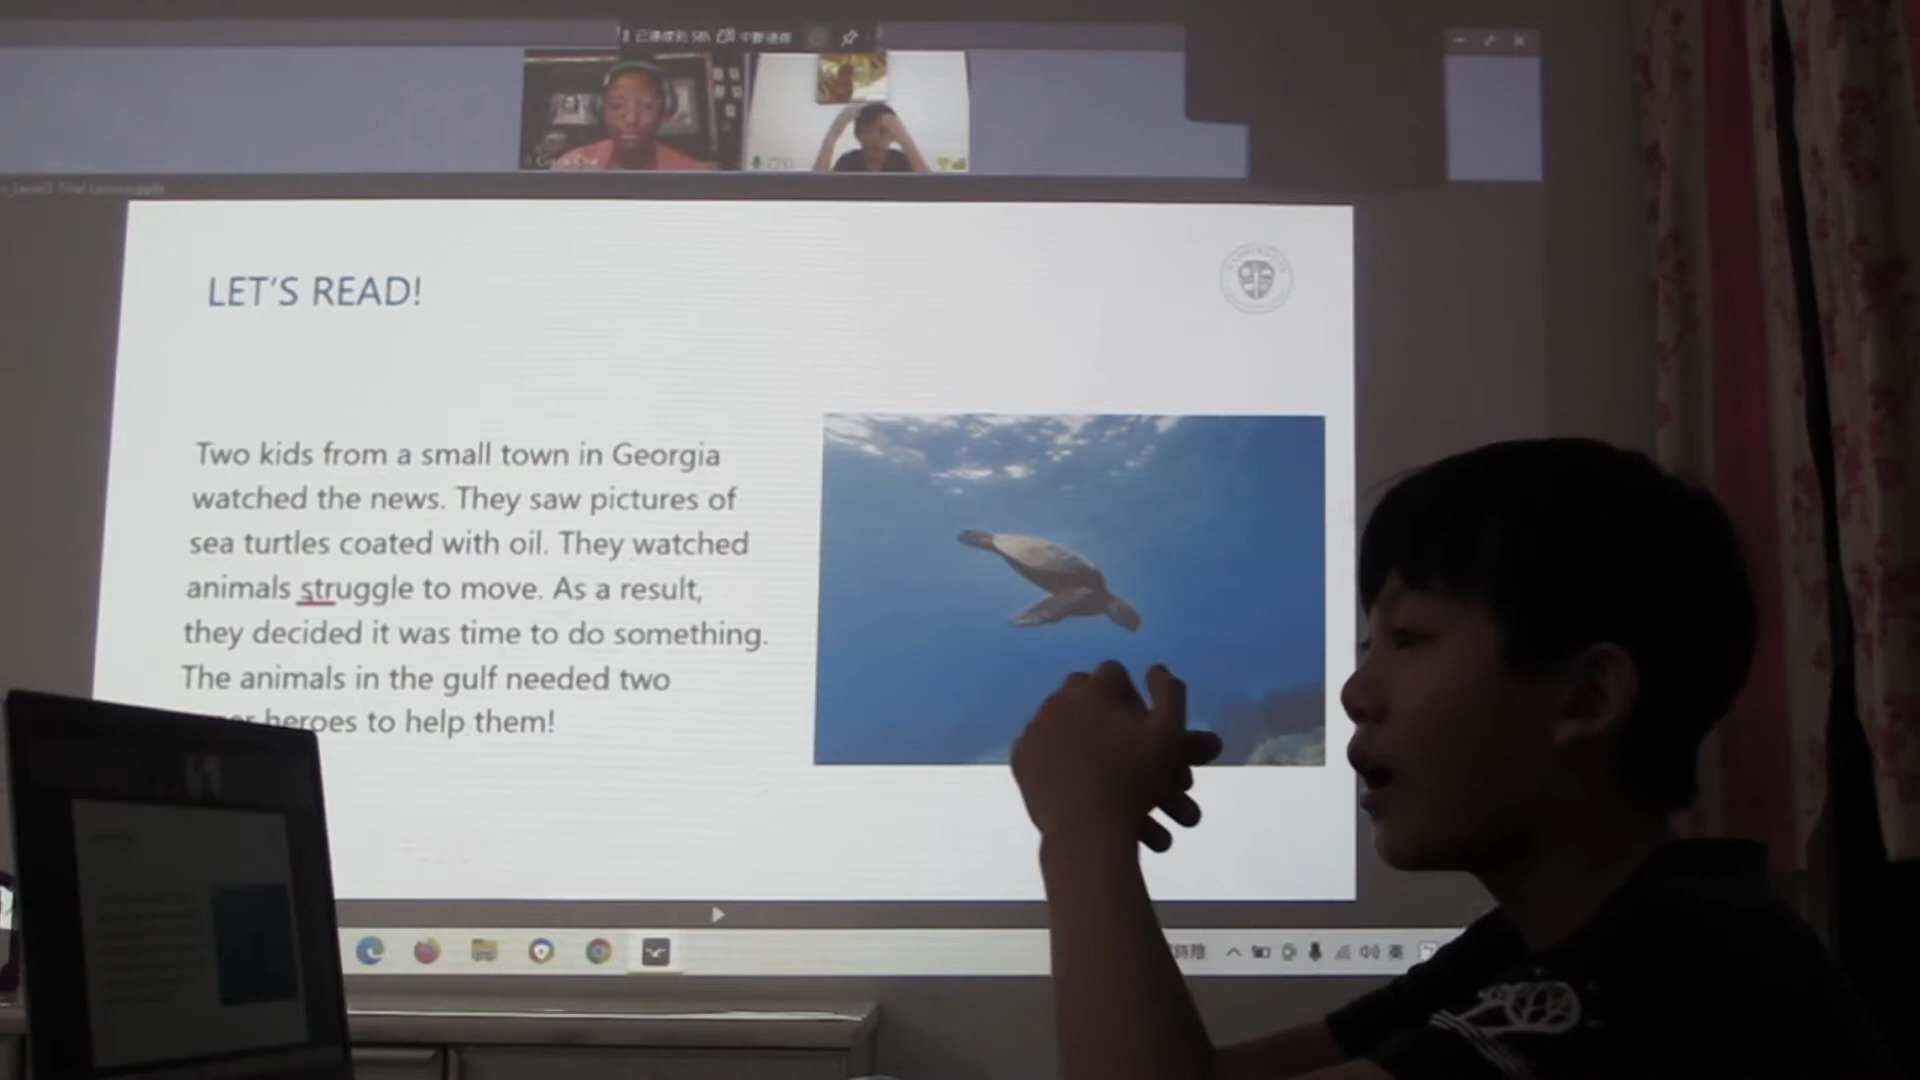 LET'S READ!
Two kids from a small town in Georgia
watched the news. They saw pictures of
sea turtles coated with oil. They watched
animals struggle to move. As a result,
they decided it was time to do something.
The animals in the gulf needed two
heroes to help them!
英